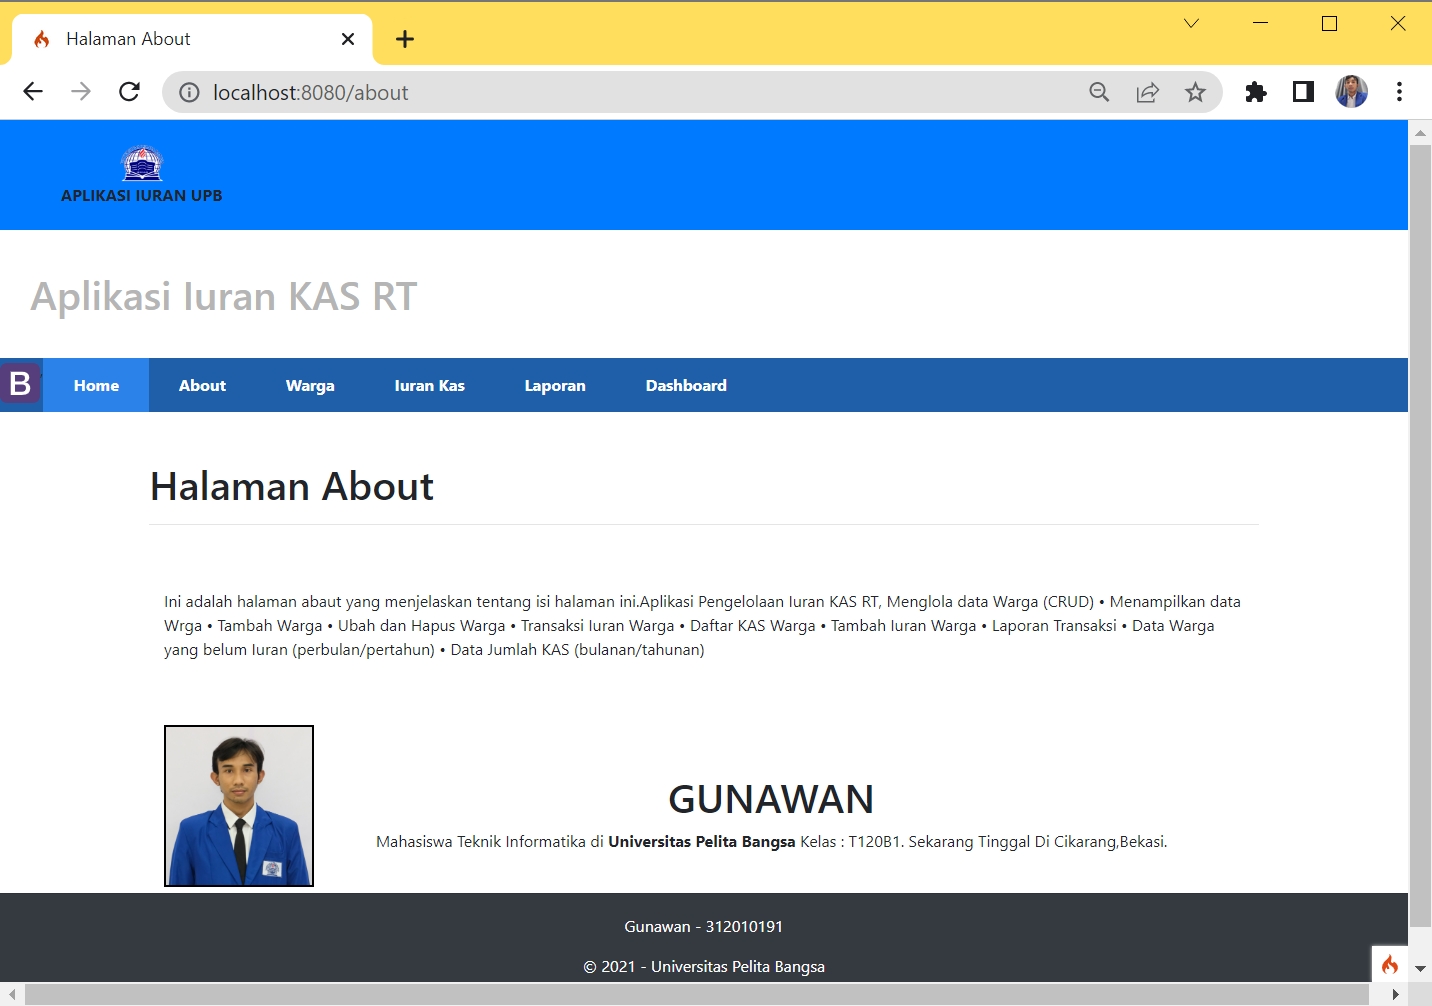 Halaman About
localhost:8080/about
APLIKASI IURAN UPB
Aplikasi Iuran KAS RT
B Home About Warga Iuran Kas Laporan Dashboard
Halaman About
Ini adalah halaman abaut yang menjelaskan tentang isi halaman ini.Aplikasi Pengelolaan Iuran KAS RT, Menglola data Warga (CRUD) • Menampilkan data
Wrga • Tambah Warga • Ubah dan Hapus Warga • Transaksi Iuran Warga • Daftar KAS Warga • Tambah Iuran Warga • Laporan Transaksi • Data Warga
yang belum Iuran (perbulan/pertahun) • Data Jumlah KAS (bulanan/tahunan)
GUNAWAN
Mahasiswa Teknik Informatika di Universitas Pelita Bangsa Kelas : T120B1. Sekarang Tinggal Di Cikarang,Bekasi.
Gunawan - 312010191
© 2021 - Universitas Pelita Bangsa